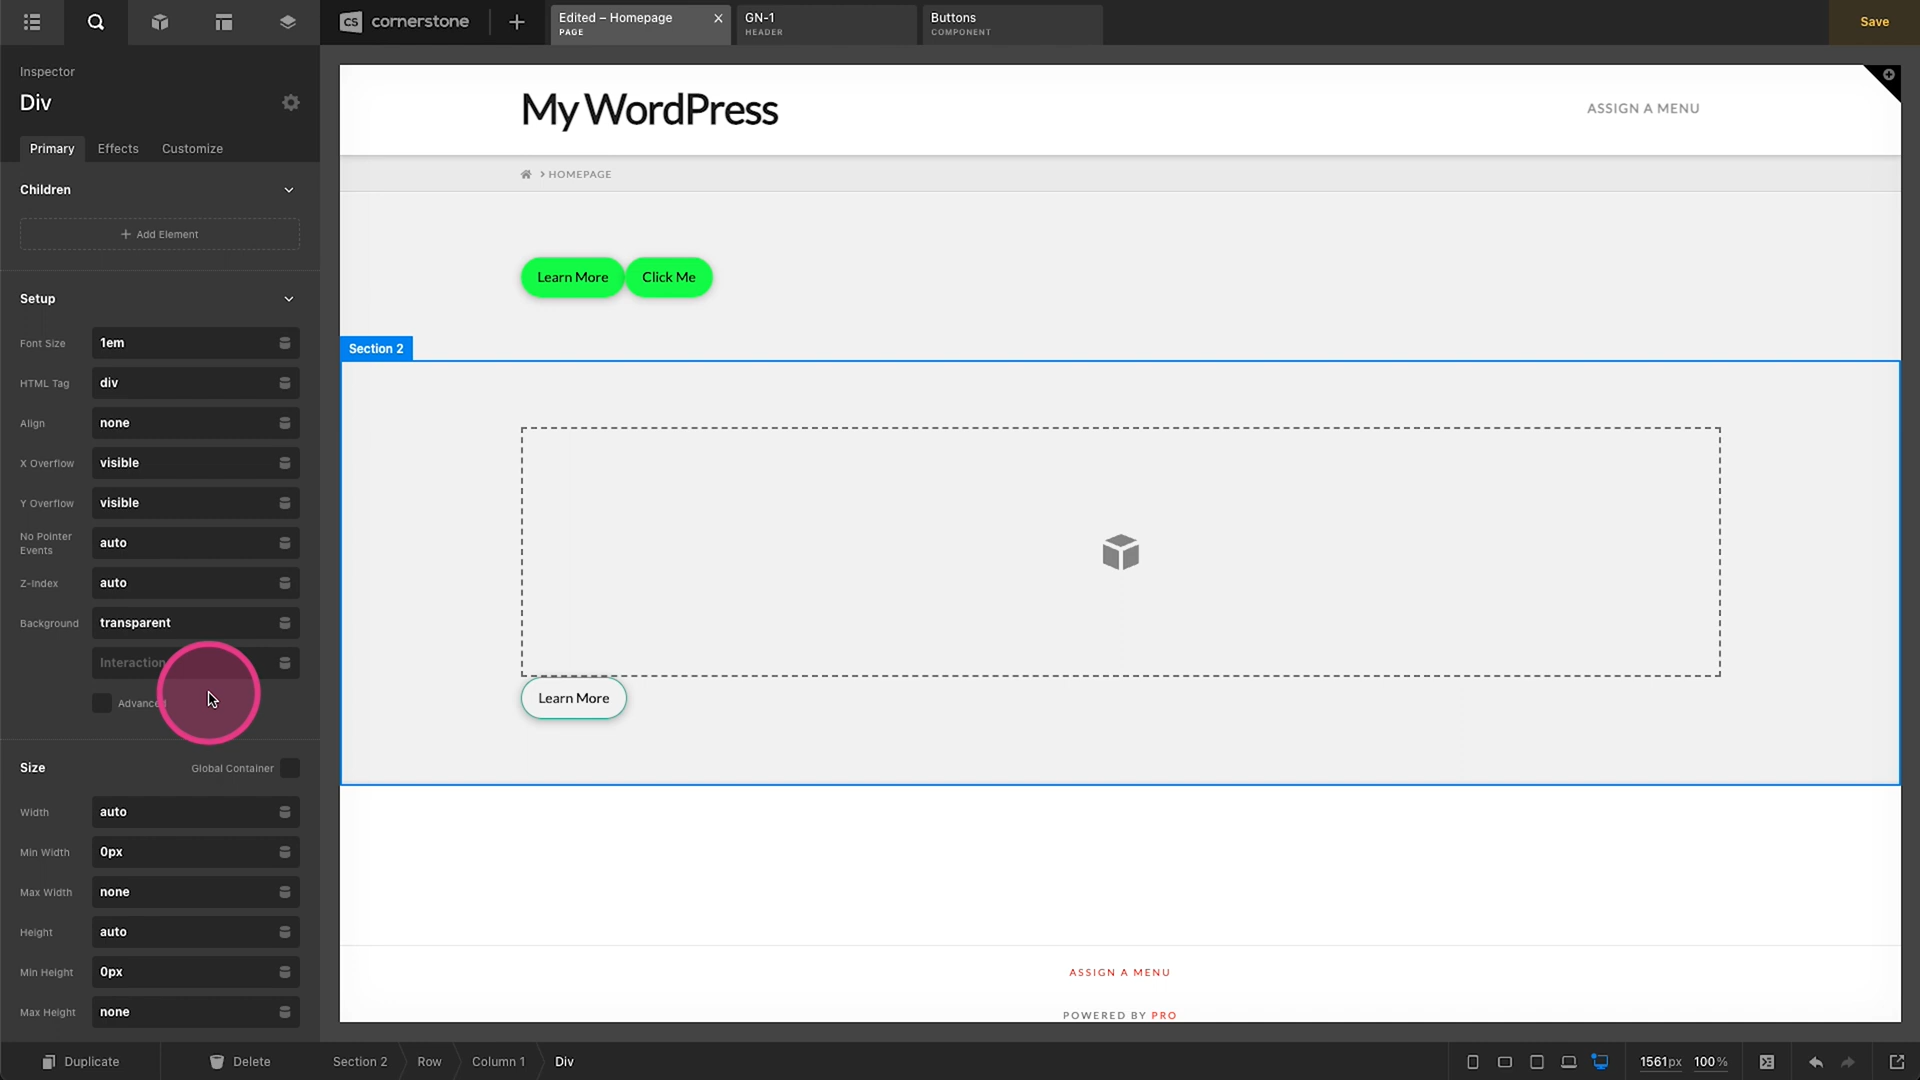 CS cornerstone
Edited – Homepage
PAGE
GN-1
HEADER
Buttons
COMPONENT
Save
Inspector
Div
Primary
Effects
Customize
Children
Add Element
Setup
Font Size
1em
HTML Tag
div
Align
none
X Overflow
visible
Y Overflow
visible
No Pointer
Events
auto
Z-Index
auto
Background
transparent
Interaction
Advanced
Size
Global Container
Width
auto
Min Width
0px
Max Width
none
Height
auto
Min Height
0px
Max Height
none
My WordPress
ASSIGN A MENU
HOMEPAGE
Learn More
Click Me
Section 2
Learn More
ASSIGN A MENU
POWERED BY PRO
Duplicate
Delete
Section 2
Row
Column 1
Div
1561px
100%